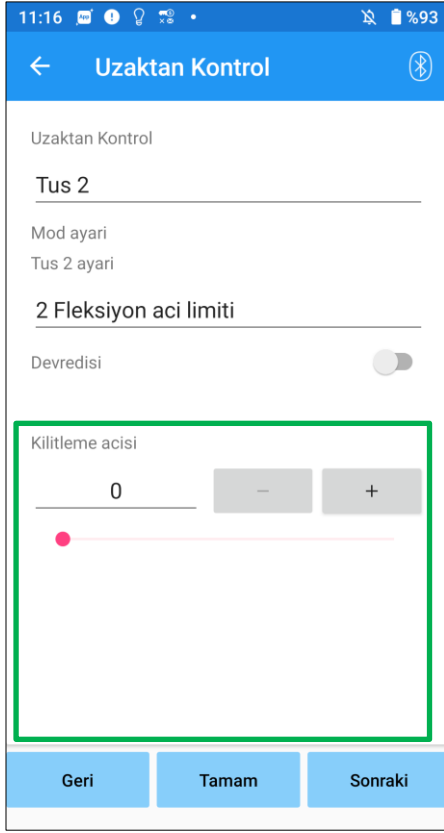 11:16 %93
Uzaktan Kontrol
Uzaktan Kontrol
Tus 2
Mod ayari
Tus 2 ayari
2 Fleksiyon aci limiti
Devredisi
Kilitleme acisi
0 − +
Geri Tamam Sonraki